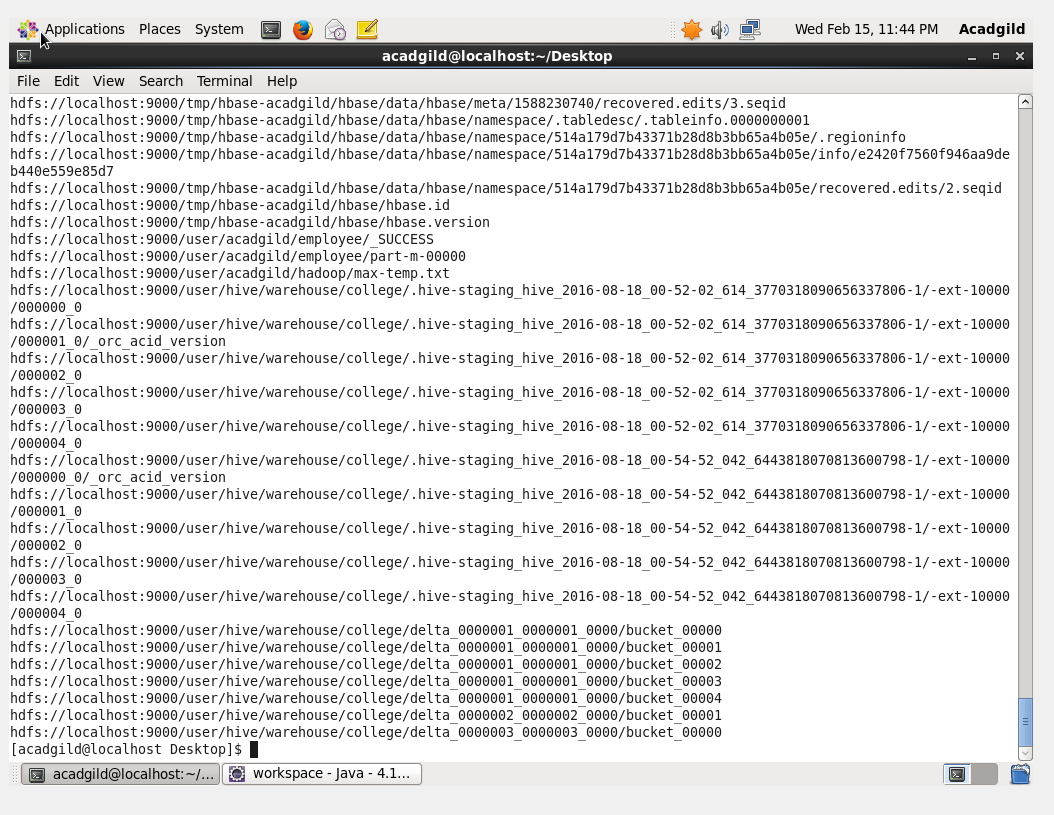 Applications Places System Wed Feb 15, 11:44 PM Acadgild
acadgild@localhost:~/Desktop
File Edit View Search Terminal Help
hdfs://localhost:9000/tmp/hbase-acadgild/hbase/data/hbase/meta/1588230740/recovered.edits/3.seqid
hdfs://localhost:9000/tmp/hbase-acadgild/hbase/data/hbase/namespace/.tabledesc/.tableinfo.0000000001
hdfs://localhost:9000/tmp/hbase-acadgild/hbase/data/hbase/namespace/514a179d7b43371b28d8b3bb65a4b05e/.regioninfo
hdfs://localhost:9000/tmp/hbase-acadgild/hbase/data/hbase/namespace/514a179d7b43371b28d8b3bb65a4b05e/info/e2420f7560f946aa9de
b440e559e85d7
hdfs://localhost:9000/tmp/hbase-acadgild/hbase/data/hbase/namespace/514a179d7b43371b28d8b3bb65a4b05e/recovered.edits/2.seqid
hdfs://localhost:9000/tmp/hbase-acadgild/hbase/hbase.id
hdfs://localhost:9000/tmp/hbase-acadgild/hbase/hbase.version
hdfs://localhost:9000/user/acadgild/employee/_SUCCESS
hdfs://localhost:9000/user/acadgild/employee/part-m-00000
hdfs://localhost:9000/user/acadgild/hadoop/max-temp.txt
hdfs://localhost:9000/user/hive/warehouse/college/.hive-staging_hive_2016-08-18_00-52-02_614_3770318090656337806-1/-ext-10000
/000000_0
hdfs://localhost:9000/user/hive/warehouse/college/.hive-staging_hive_2016-08-18_00-52-02_614_3770318090656337806-1/-ext-10000
/000001_0/_orc_acid_version
hdfs://localhost:9000/user/hive/warehouse/college/.hive-staging_hive_2016-08-18_00-52-02_614_3770318090656337806-1/-ext-10000
/000002_0
hdfs://localhost:9000/user/hive/warehouse/college/.hive-staging_hive_2016-08-18_00-52-02_614_3770318090656337806-1/-ext-10000
/000003_0
hdfs://localhost:9000/user/hive/warehouse/college/.hive-staging_hive_2016-08-18_00-52-02_614_3770318090656337806-1/-ext-10000
/000004_0
hdfs://localhost:9000/user/hive/warehouse/college/.hive-staging_hive_2016-08-18_00-54-52_042_6443818070813600798-1/-ext-10000
/000000_0/_orc_acid_version
hdfs://localhost:9000/user/hive/warehouse/college/.hive-staging_hive_2016-08-18_00-54-52_042_6443818070813600798-1/-ext-10000
/000001_0
hdfs://localhost:9000/user/hive/warehouse/college/.hive-staging_hive_2016-08-18_00-54-52_042_6443818070813600798-1/-ext-10000
/000002_0
hdfs://localhost:9000/user/hive/warehouse/college/.hive-staging_hive_2016-08-18_00-54-52_042_6443818070813600798-1/-ext-10000
/000003_0
hdfs://localhost:9000/user/hive/warehouse/college/.hive-staging_hive_2016-08-18_00-54-52_042_6443818070813600798-1/-ext-10000
/000004_0
hdfs://localhost:9000/user/hive/warehouse/college/delta_0000001_0000001_0000/bucket_00000
hdfs://localhost:9000/user/hive/warehouse/college/delta_0000001_0000001_0000/bucket_00001
hdfs://localhost:9000/user/hive/warehouse/college/delta_0000001_0000001_0000/bucket_00002
hdfs://localhost:9000/user/hive/warehouse/college/delta_0000001_0000001_0000/bucket_00003
hdfs://localhost:9000/user/hive/warehouse/college/delta_0000001_0000001_0000/bucket_00004
hdfs://localhost:9000/user/hive/warehouse/college/delta_0000002_0000002_0000/bucket_00001
hdfs://localhost:9000/user/hive/warehouse/college/delta_0000003_0000003_0000/bucket_00000
[acadgild@localhost Desktop]$
acadgild@localhost:~/... workspace - Java - 4.1...